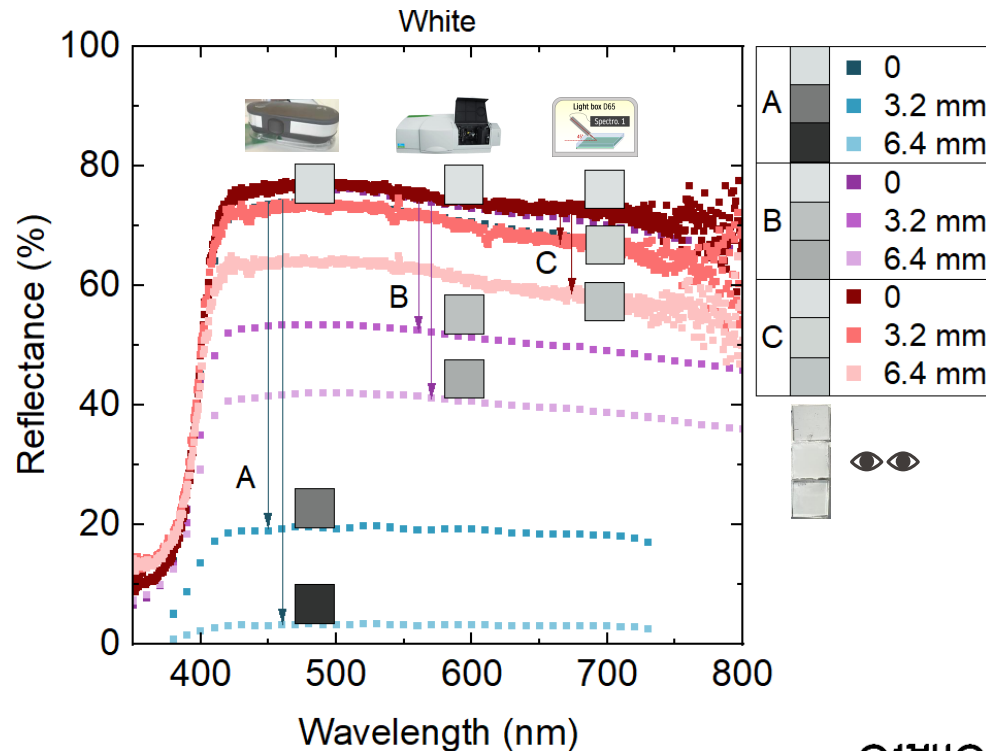 White
100
80
60
40
20
0
Reflectance (%)
400 500 600 700 800
Wavelength (nm)
Light box D65
Spectro. 1
45°
A
B
C
A
0
3.2 mm
6.4 mm
B
0
3.2 mm
6.4 mm
C
0
3.2 mm
6.4 mm